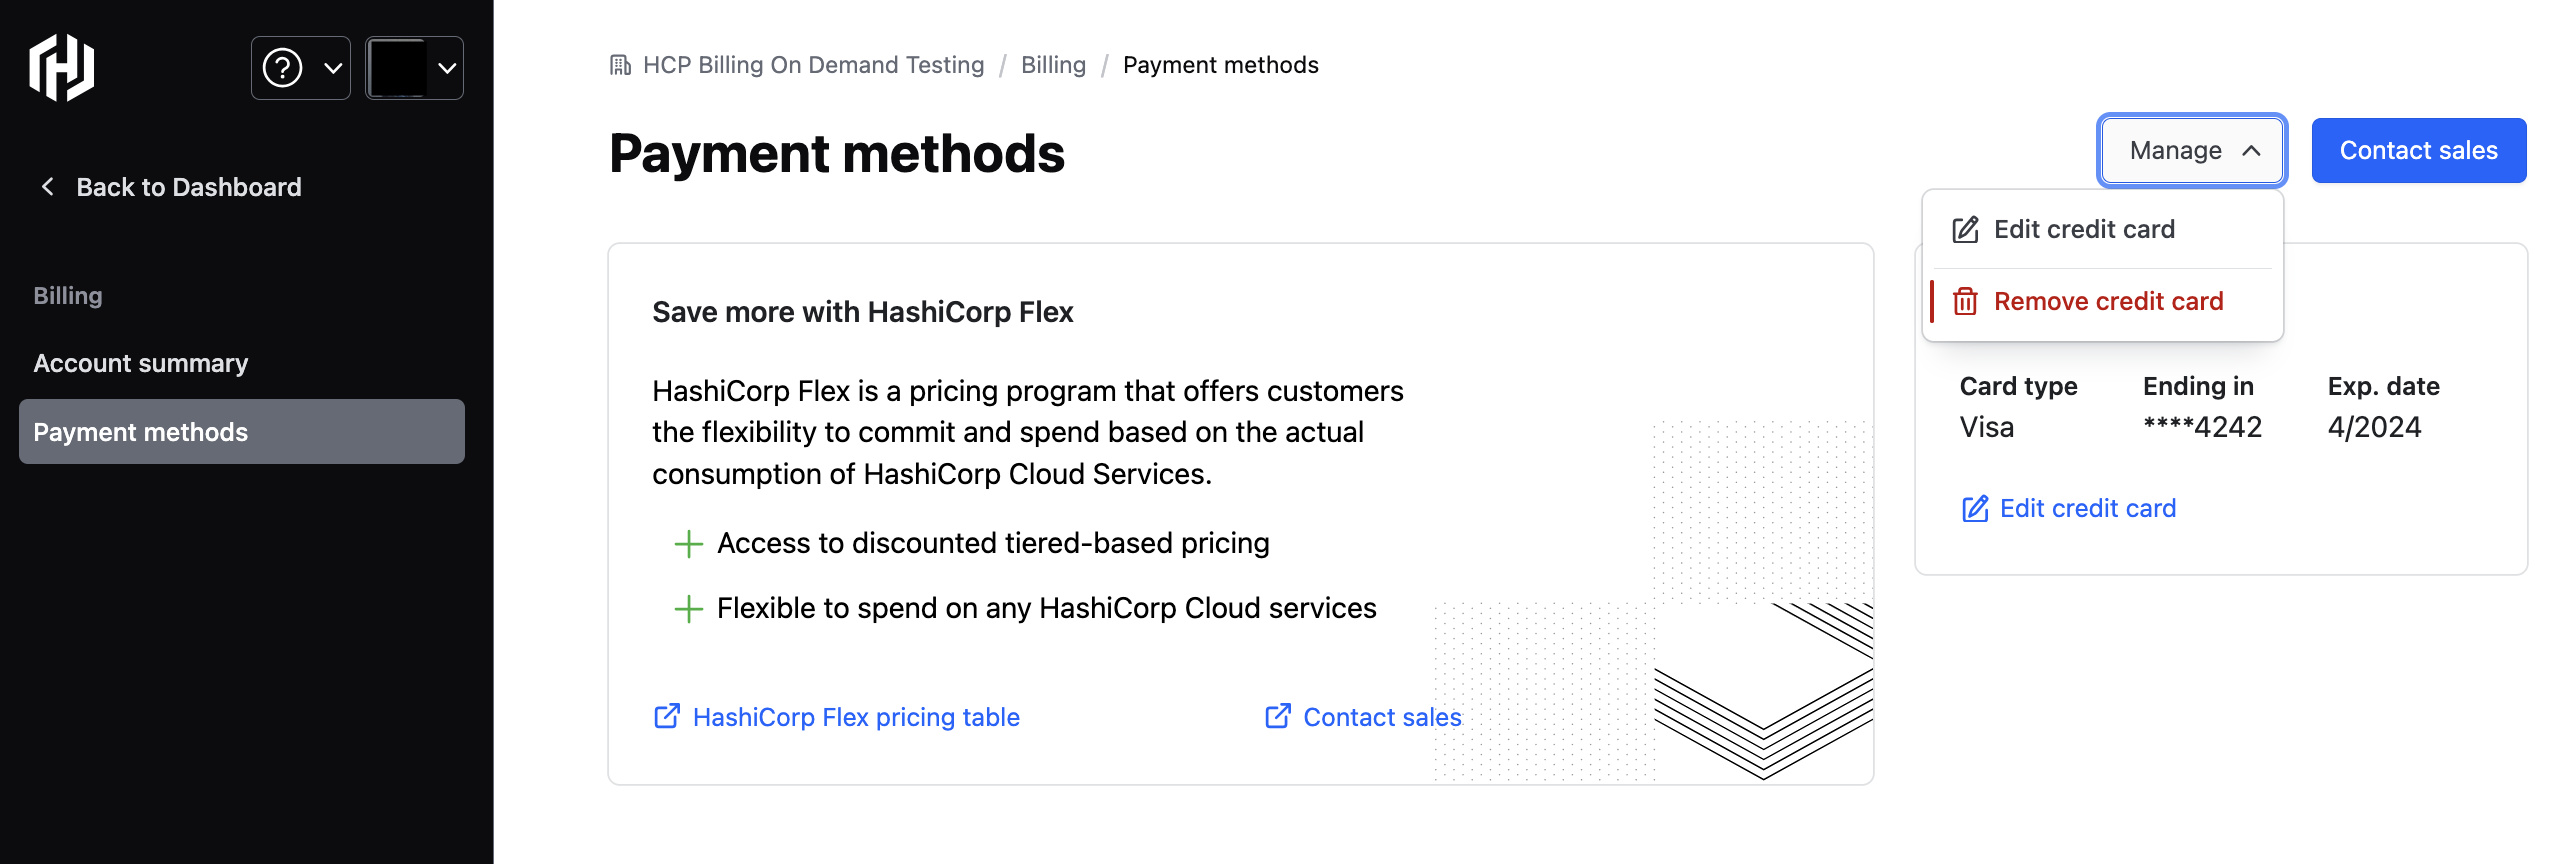 HCP Billing On Demand Testing / Billing / Payment methods
Back to Dashboard
Billing
Account summary
Payment methods
Payment methods
Manage
Contact sales
Edit credit card
Remove credit card
Save more with HashiCorp Flex
HashiCorp Flex is a pricing program that offers customers
the flexibility to commit and spend based on the actual
consumption of HashiCorp Cloud Services.
+ Access to discounted tiered-based pricing
+ Flexible to spend on any HashiCorp Cloud services
HashiCorp Flex pricing table
Contact sales
Card type Ending in Exp. date
Visa ****4242 4/2024
Edit credit card